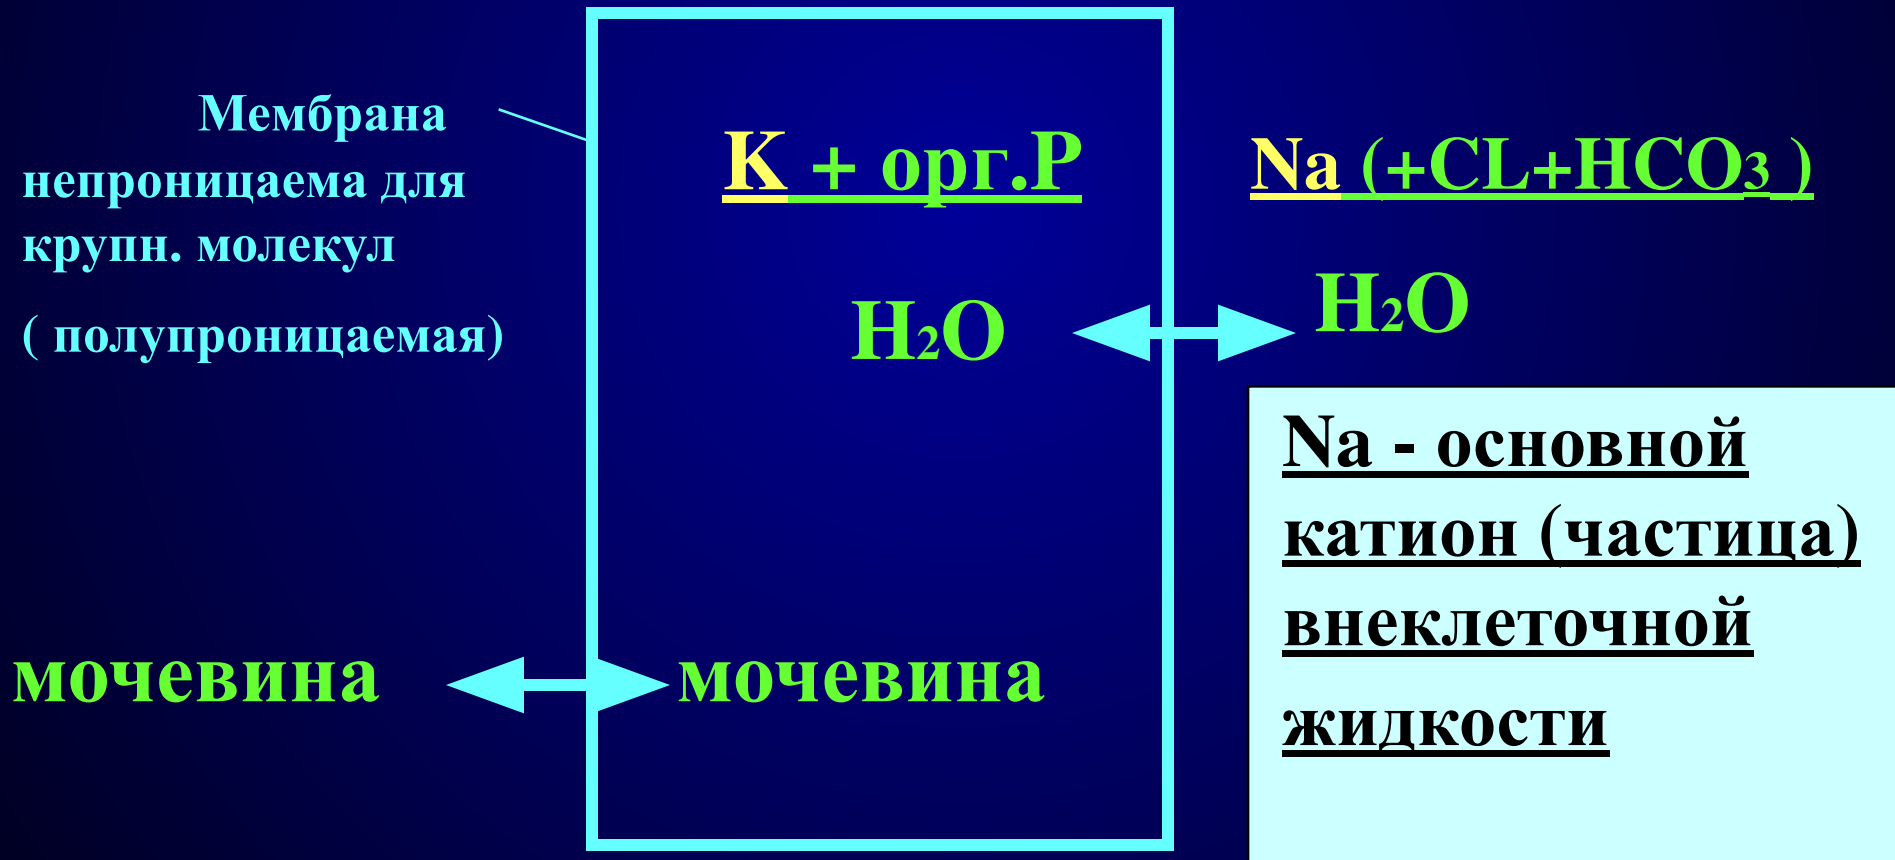 Мембрана
непроницаема для
крупн. молекул
( полупроницаемая)
К + орг.Р
H₂O
Na (+CL+HCO₃ )
H₂O
Na - основной
катион (частица)
внеклеточной
жидкости
мочевина
мочевина